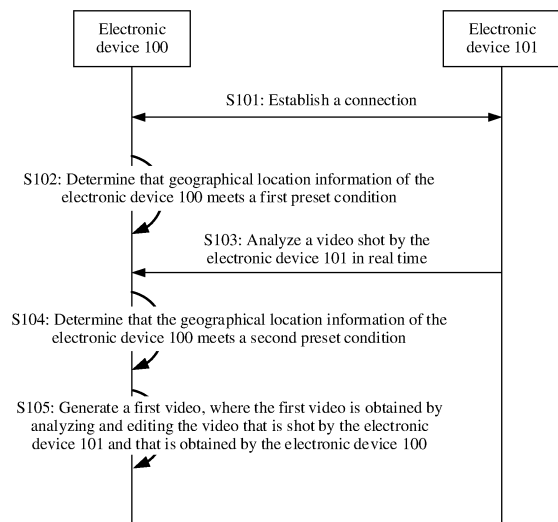 Electronic
device 100
Electronic
device 101
S101: Establish a connection
S102: Determine that geographical location information of the
electronic device 100 meets a first preset condition
S103: Analyze a video shot by the
electronic device 101 in real time
S104: Determine that the geographical location information of the
electronic device 100 meets a second preset condition
S105: Generate a first video, where the first video is obtained by
analyzing and editing the video that is shot by the electronic
device 101 and that is obtained by the electronic device 100